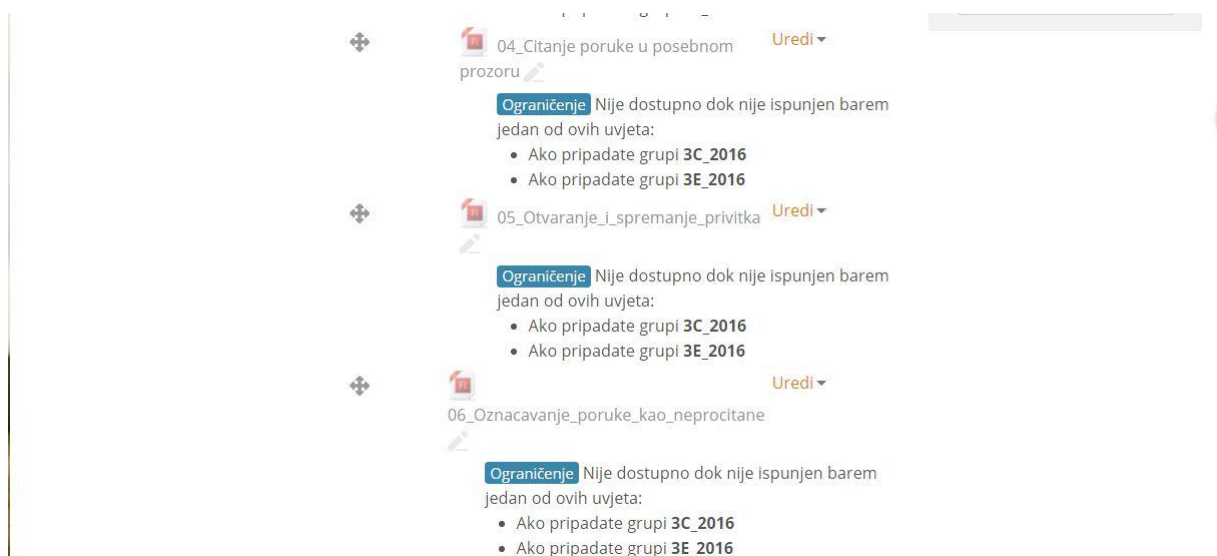 04_Citanje poruke u posebnom
Uredi
prozoru
Ograničenje Nije dostupno dok nije ispunjen barem
jedan od ovih uvjeta:
Ako pripadate grupi 3C_2016
Ako pripadate grupi 3E_2016
05_Otvaranje_i_spremanje_privitka
Uredi
Ograničenje Nije dostupno dok nije ispunjen barem
jedan od ovih uvjeta:
Ako pripadate grupi 3C_2016
Ako pripadate grupi 3E_2016
Uredi
06_Oznacavanje_poruke_kao_neprocitane
Ograničenje Nije dostupno dok nije ispunjen barem
jedan od ovih uvjeta:
Ako pripadate grupi 3C_2016
Ako pripadate grupi 3E_2016